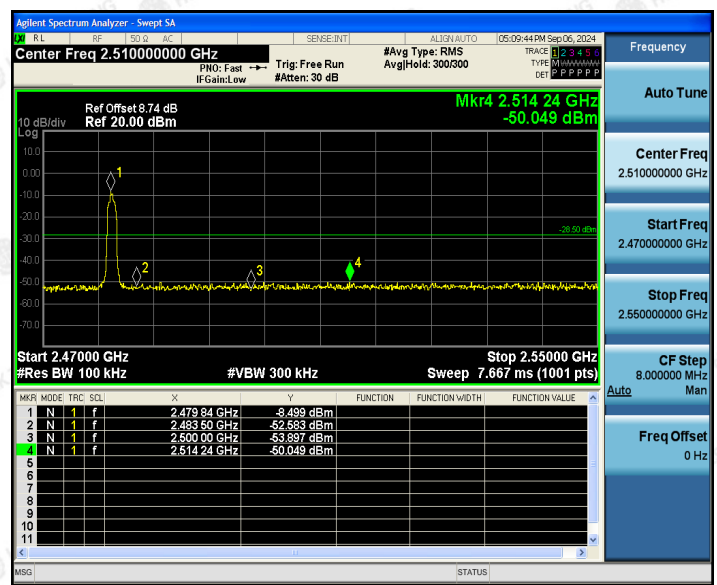 Agilent Spectrum Analyzer - Swept SA
LXI RL RF 50 Ω AC SENSE:INT ALIGN AUTO 05:09:44 PM Sep 06, 2024
Center Freq 2.510000000 GHz #Avg Type: RMS TRACE 1 2 3 4 5 6
PNO: Fast Trig: Free Run Avg|Hold: 300/300 TYPE M
IFGain:Low #Atten: 30 dB DET P P P P P P
Mkr4 2.514 24 GHz
Ref Offset 8.74 dB
10 dB/div Ref 20.00 dBm -50.049 dBm
Log
10.0
0.00
1
-10.0
-20.0
-28.50 dBm
-30.0
-40.0
2 3 4
-50.0
-60.0
-70.0
Start 2.47000 GHz Stop 2.55000 GHz
#Res BW 100 kHz #VBW 300 kHz Sweep 7.667 ms (1001 pts)
MKR MODE TRC SCL X Y FUNCTION FUNCTION WIDTH FUNCTION VALUE
1 N 1 f 2.479 84 GHz -8.499 dBm
2 N 1 f 2.483 50 GHz -52.583 dBm
3 N 1 f 2.500 00 GHz -53.897 dBm
4 N 1 f 2.514 24 GHz -50.049 dBm
5
6
7
8
9
10
11
MSG STATUS
Frequency
Auto Tune
Center Freq
2.510000000 GHz
Start Freq
2.470000000 GHz
Stop Freq
2.550000000 GHz
CF Step
8.000000 MHz
Auto Man
Freq Offset
0 Hz